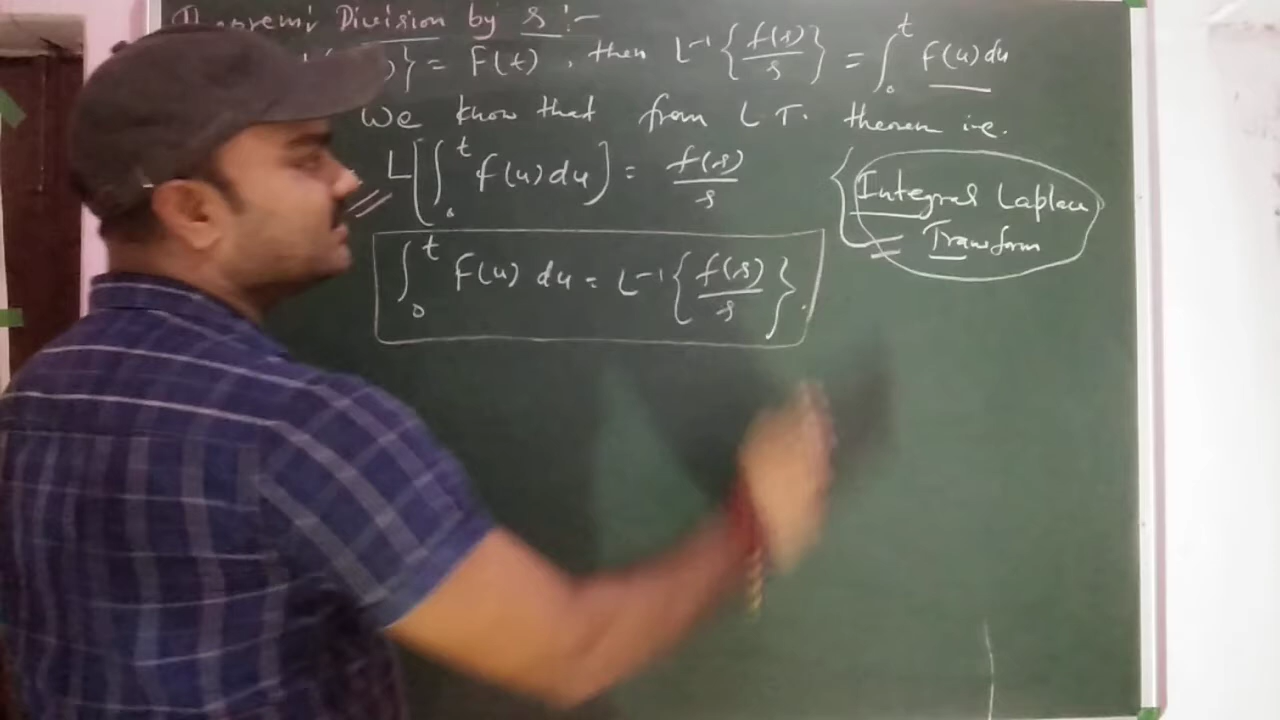 Theorem:- Division by s :-
)} = F(t), then L⁻¹{f(s)/s} = ∫₀ᵗ F(u) du
We know that from L.T. theorem i.e.
L[∫₀ᵗ f(u) du] = f(s)/s
{ Integral Laplace
Transform
∫₀ᵗ F(u) du = L⁻¹{f(s)/s}.